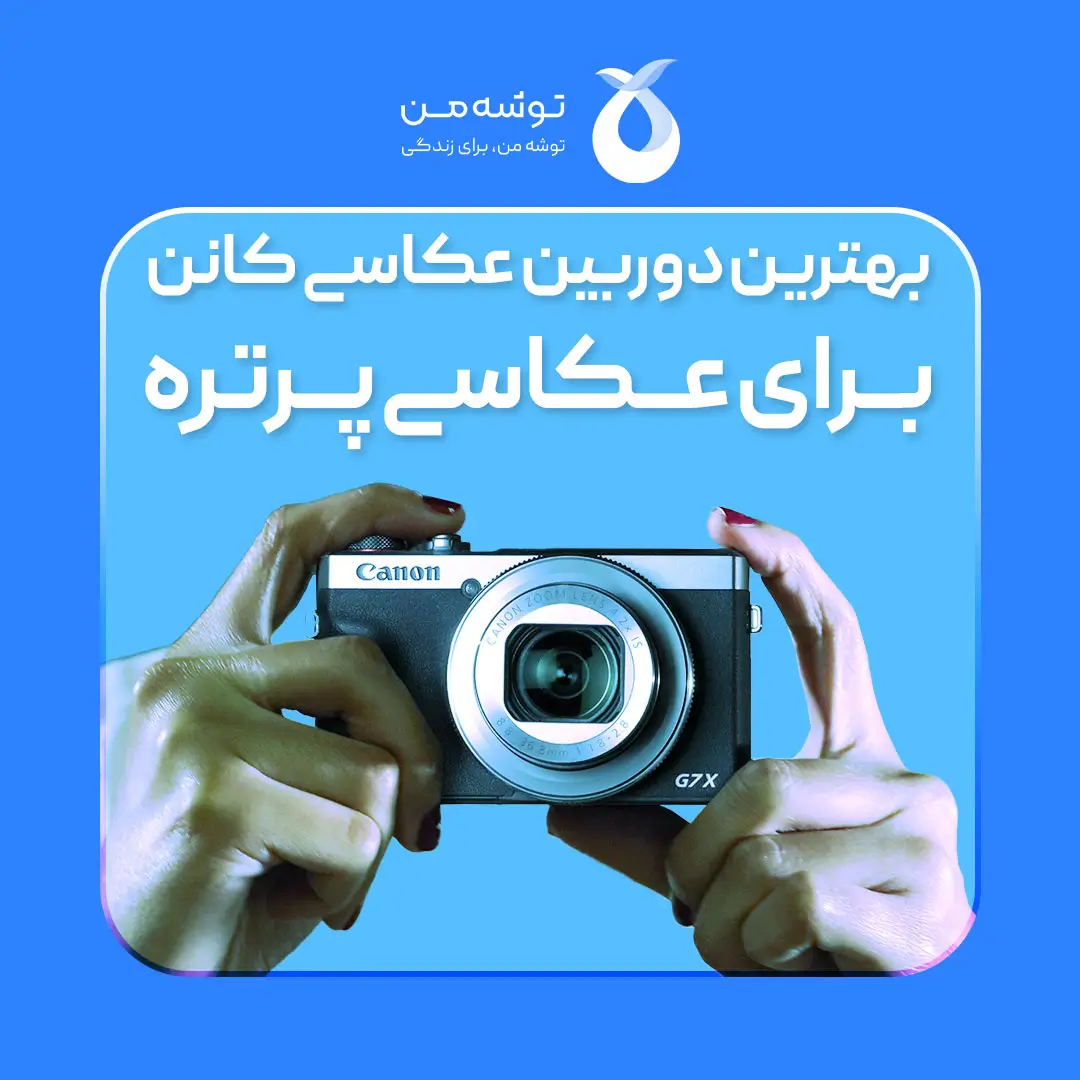 توشه من
توشه من، برای زندگی
بهترین دوربین عکاسی کانن
برای عکاسی پرتره
Canon
CANON ZOOM LENS 4.2x IS
8.8-36.8mm 1:1.8-2.8
G7X